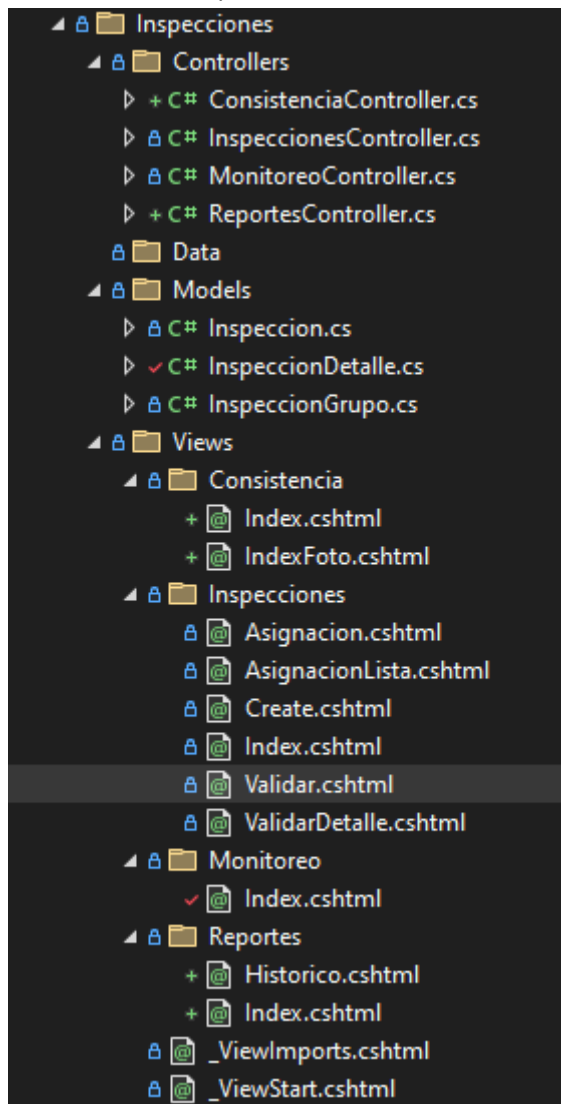 Inspecciones
Controllers
C# ConsistenciaController.cs
C# InspeccionesController.cs
C# MonitoreoController.cs
C# ReportesController.cs
Data
Models
C# Inspeccion.cs
C# InspeccionDetalle.cs
C# InspeccionGrupo.cs
Views
Consistencia
@ Index.cshtml
@ IndexFoto.cshtml
Inspecciones
@ Asignacion.cshtml
@ AsignacionLista.cshtml
@ Create.cshtml
@ Index.cshtml
@ Validar.cshtml
@ ValidarDetalle.cshtml
Monitoreo
@ Index.cshtml
Reportes
@ Historico.cshtml
@ Index.cshtml
@ _ViewImports.cshtml
@ _ViewStart.cshtml